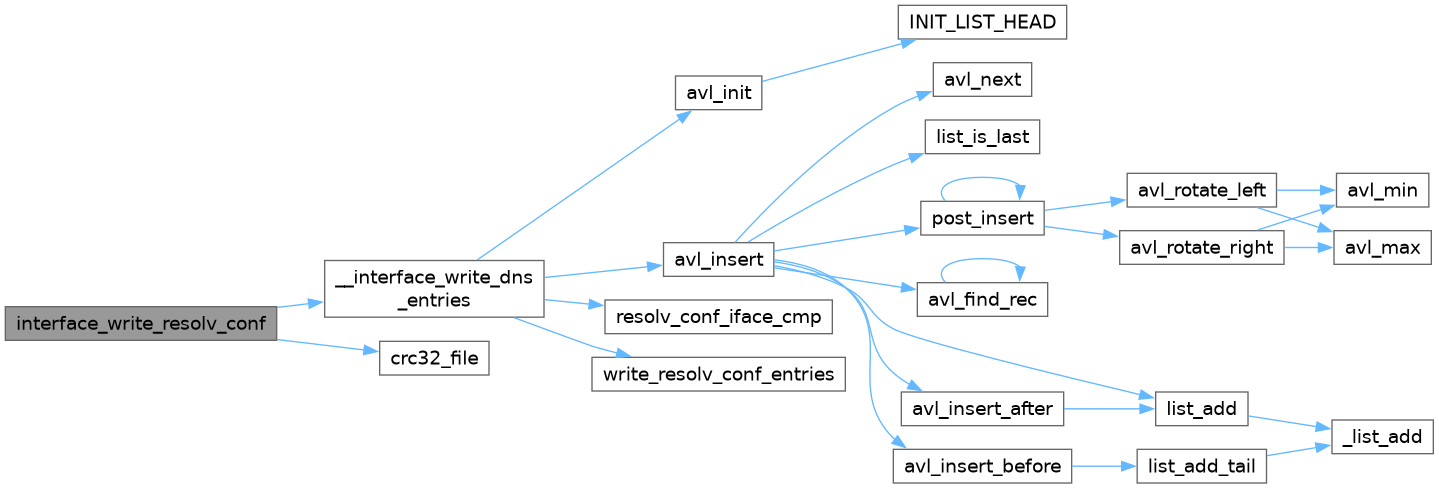 INIT_LIST_HEAD
avl_next
avl_init
list_is_last
avl_rotate_left
avl_min
post_insert
avl_rotate_right
avl_max
avl_insert
__interface_write_dns
_entries
avl_find_rec
resolv_conf_iface_cmp
interface_write_resolv_conf
crc32_file
write_resolv_conf_entries
avl_insert_after
list_add
_list_add
avl_insert_before
list_add_tail